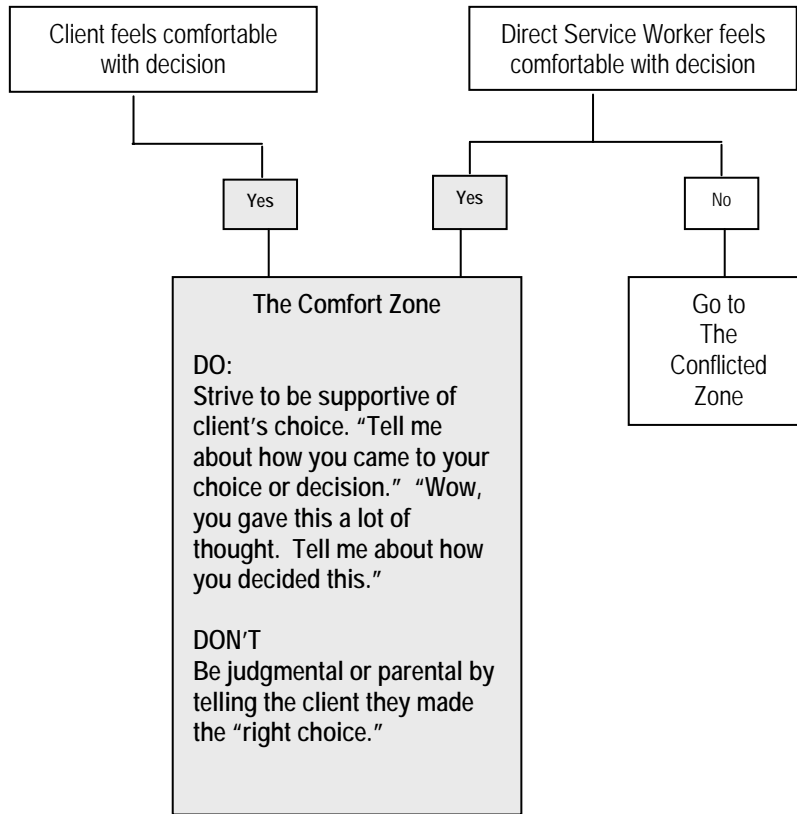 Client feels comfortable
with decision
Direct Service Worker feels
comfortable with decision
Yes
Yes
No
The Comfort Zone
DO:
Strive to be supportive of
client’s choice. “Tell me
about how you came to your
choice or decision.”  “Wow,
you gave this a lot of
thought.  Tell me about how
you decided this.”
DON’T
Be judgmental or parental by
telling the client they made
the “right choice.”
Go to
The
Conflicted
Zone